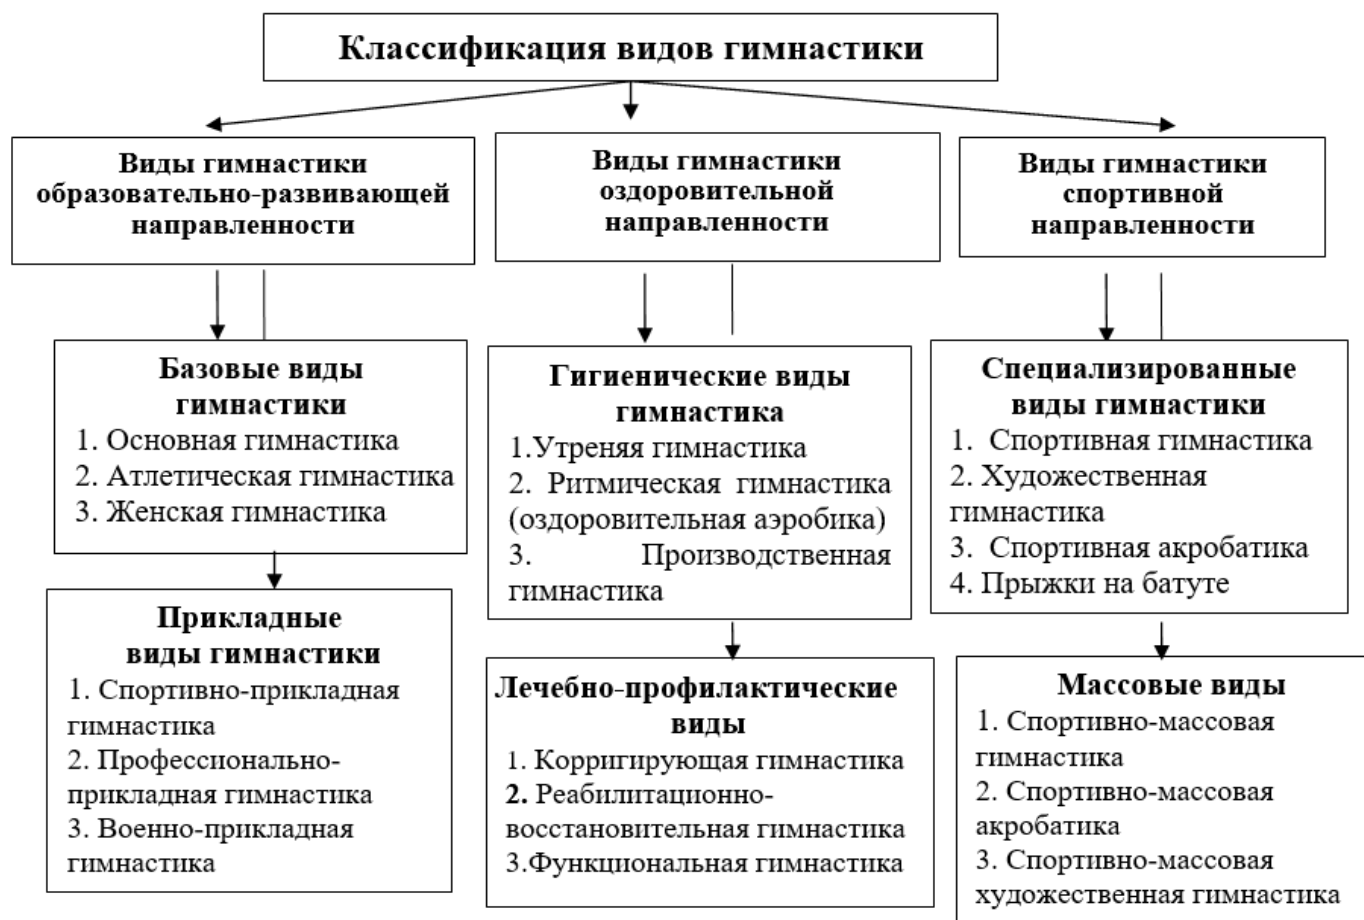 Классификация видов гимнастики
Виды гимнастики
образовательно-развивающей
направленности
Виды гимнастики
оздоровительной
направленности
Виды гимнастики
спортивной
направленности
Базовые виды
гимнастики
1. Основная гимнастика
2. Атлетическая гимнастика
3. Женская гимнастика
Гигиенические виды
гимнастика
1.Утреняя гимнастика
2. Ритмическая гимнастика
(оздоровительная аэробика)
3. Производственная
гимнастика
Специализированные
виды гимнастики
1. Спортивная гимнастика
2. Художественная
гимнастика
3. Спортивная акробатика
4. Прыжки на батуте
Прикладные
виды гимнастики
1. Спортивно-прикладная
гимнастика
2. Профессионально-
прикладная гимнастика
3. Военно-прикладная
гимнастика
Лечебно-профилактические
виды
1. Корригирующая гимнастика
2. Реабилитационно-
восстановительная гимнастика
3.Функциональная гимнастика
Массовые виды
1. Спортивно-массовая
гимнастика
2. Спортивно-массовая
акробатика
3. Спортивно-массовая
художественная гимнастика